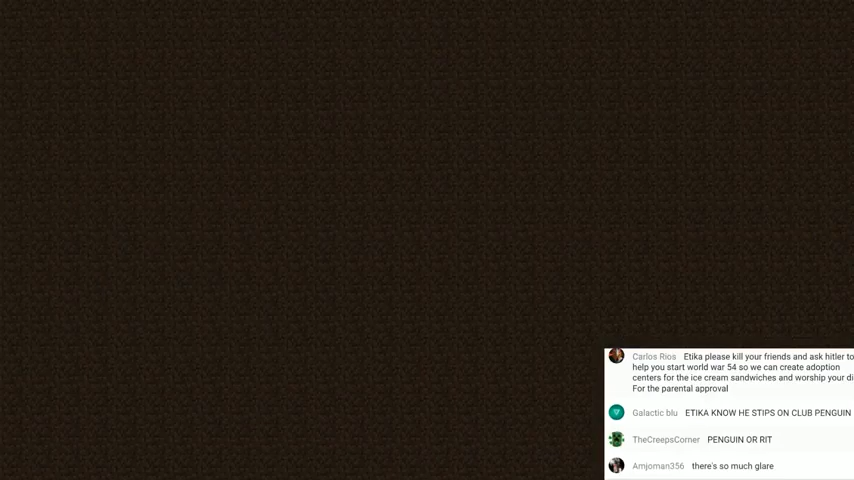 Carlos Rios Etika please kill your friends and ask hitler to
help you start world war 54 so we can create adoption
centers for the ice cream sandwiches and worship your di
For the parental approval
Galactic blu ETIKA KNOW HE STIPS ON CLUB PENGUIN
TheCreepsCorner PENGUIN OR RIT
Amjoman356 there's so much glare